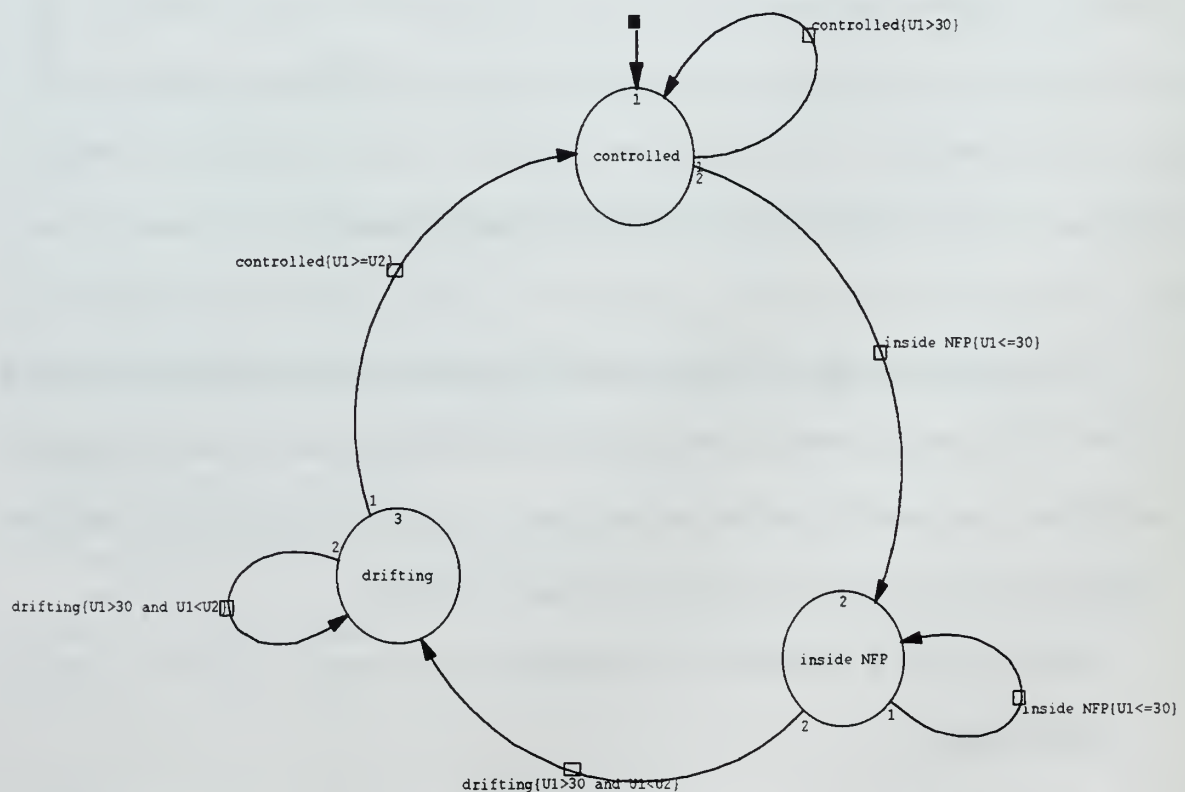 controlled{U1>30}
1
controlled
1
2
controlled{U1>=U2}
inside NFP{U1<=30}
1
3
2
drifting
drifting{U1>30 and U1<U2}
2
inside NFP
inside NFP{U1<=30}
1
2
drifting{U1>30 and U1<U2}